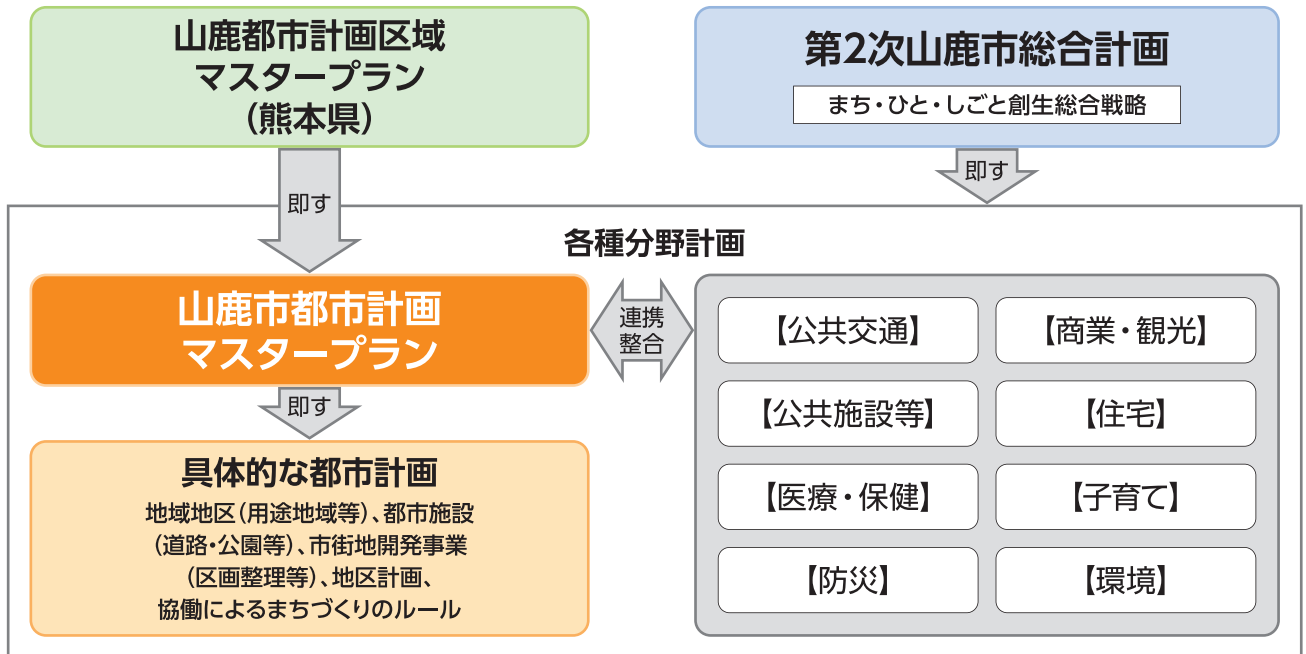 山鹿都市計画区域
マスタープラン
（熊本県）
第2次山鹿市総合計画
まち・ひと・しごと創生総合戦略
即す
即す
各種分野計画
山鹿市都市計画
マスタープラン
連携
整合
即す
具体的な都市計画
地域地区（用途地域等）、都市施設
（道路・公園等）、市街地開発事業
（区画整理等）、地区計画、
協働によるまちづくりのルール
【公共交通】
【商業・観光】
【公共施設等】
【住宅】
【医療・保健】
【子育て】
【防災】
【環境】